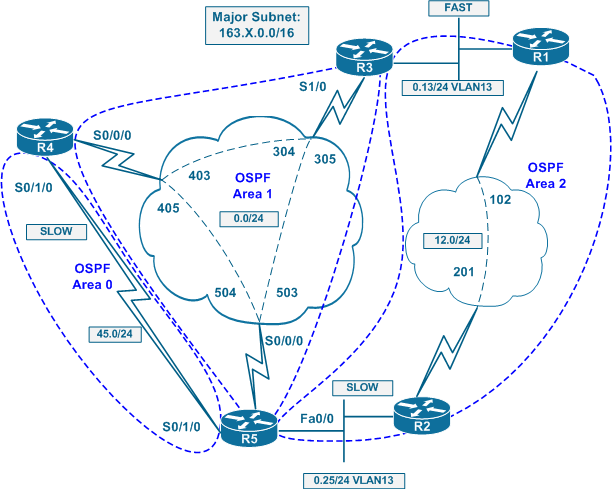 Major Subnet:
163.X.0.0/16
FAST
R1
R3
0.13/24 VLAN13
S1/0
R4
S0/0/0
304
305
403
405
OSPF
Area 1
0.0/24
OSPF
Area 2
102
12.0/24
201
S0/1/0
SLOW
OSPF
Area 0
45.0/24
504
503
S0/0/0
SLOW
S0/1/0
R5
Fa0/0
R2
0.25/24 VLAN13